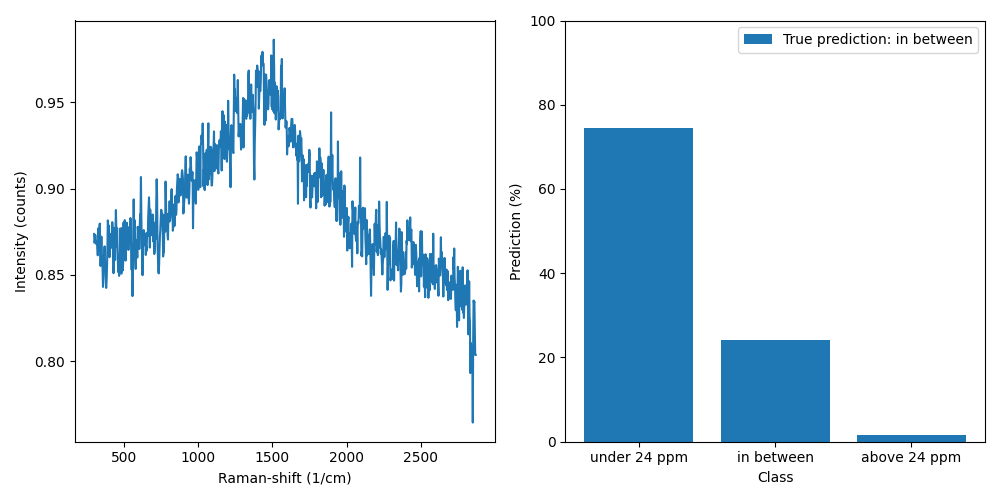 0.95
0.90
0.85
0.80
Intensity (counts)
500
1000
1500
2000
2500
Raman-shift (1/cm)
100
80
60
40
20
0
Prediction (%)
True prediction: in between
under 24 ppm
in between
above 24 ppm
Class